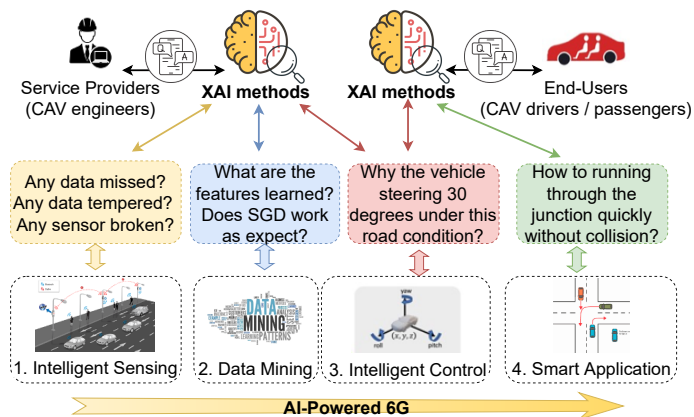 Service Providers
(CAV engineers)
XAI methods
XAI methods
End-Users
(CAV drivers / passengers)
Any data missed?
Any data tempered?
Any sensor broken?
What are the
features learned?
Does SGD work
as expect?
Why the vehicle
steering 30
degrees under this
road condition?
How to running
through the
junction quickly
without collision?
DATA
MINING
PATTERNS
yaw
roll
(x, y, z)
pitch
1. Intelligent Sensing
2. Data Mining
3. Intelligent Control
4. Smart Application
AI-Powered 6G